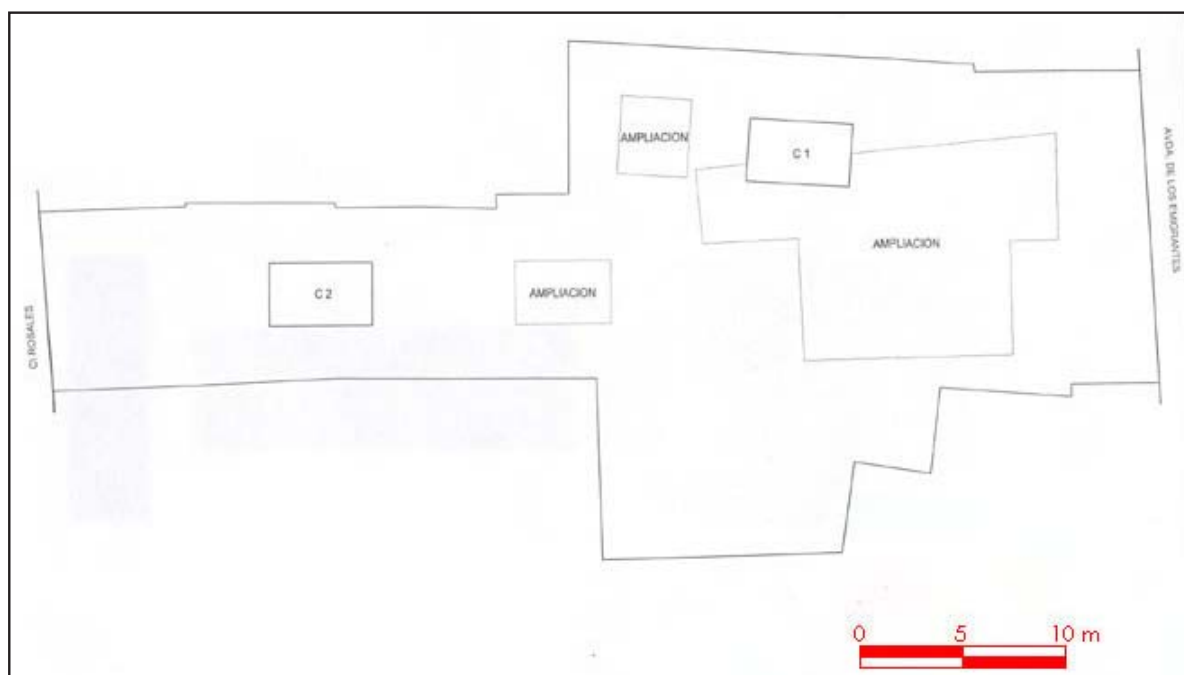 AMPLIACION
C 1
AVDA. DE LOS EMIGRANTES
AMPLIACION
C 2
AMPLIACION
C\ ROSALES
0 5 10 m